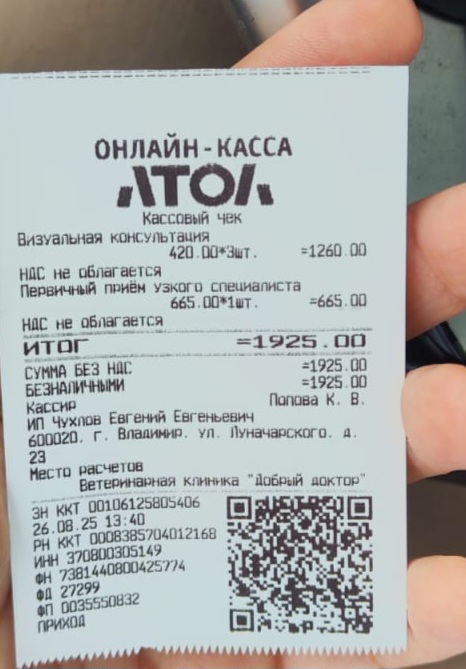 ОНЛАЙН-КАССА
АТОЛ
Кассовый чек
Визуальная консультация
420.00*3шт. =1260.00
НДС не облагается
Первичный приём узкого специалиста
665.00*1шт. =665.00
НДС не облагается
ИТОГ =1925.00
СУММА БЕЗ НДС =1925.00
БЕЗНАЛИЧНЫМИ =1925.00
Кассир Попова К. В.
ИП Чухлов Евгений Евгеньевич
600020. г. Владимир. ул. Луначарского. д.
23
Место расчетов
Ветеринарная клиника "Добрый доктор"
ЗН ККТ 00106125805406
26.08.25 13:40
РН ККТ 0008385704012168
ИНН 370800305149
ФН 7381440800425774
ФД 27299
ФП 0035550832
ПРИХОД